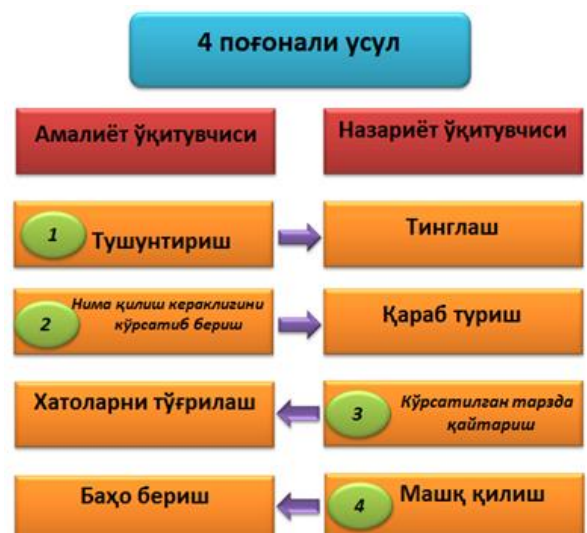 4 поғонали усул
Амалиёт ўқитувчиси
Назариёт ўқитувчиси
1
Тушунтириш
Тинглаш
2
Нима қилиш кераклигини
кўрсатиб бериш
Қараб туриш
Хатоларни тўғрилаш
3
Кўрсатилган тарзда
қайтариш
Баҳо бериш
4
Машқ қилиш